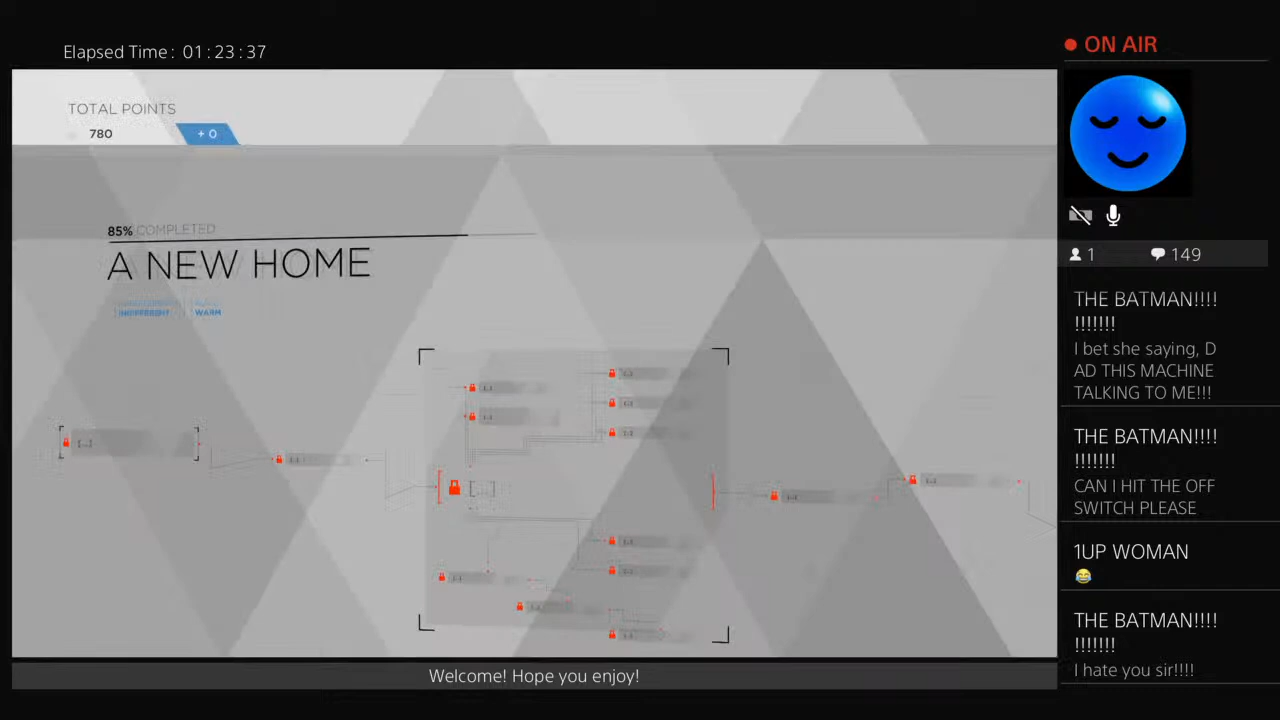 Elapsed Time: 01:23:37
ON AIR
TOTAL POINTS
780
+ 0
85% COMPLETED
A NEW HOME
INDIFFERENT
WARM
1
149
THE BATMAN!!!!
!!!!!!!
I bet she saying, D
AD THIS MACHINE
TALKING TO ME!!!
THE BATMAN!!!!
!!!!!!!
CAN I HIT THE OFF
SWITCH PLEASE
1UP WOMAN
😂
THE BATMAN!!!!
!!!!!!!
I hate you sir!!!!
Welcome! Hope you enjoy!